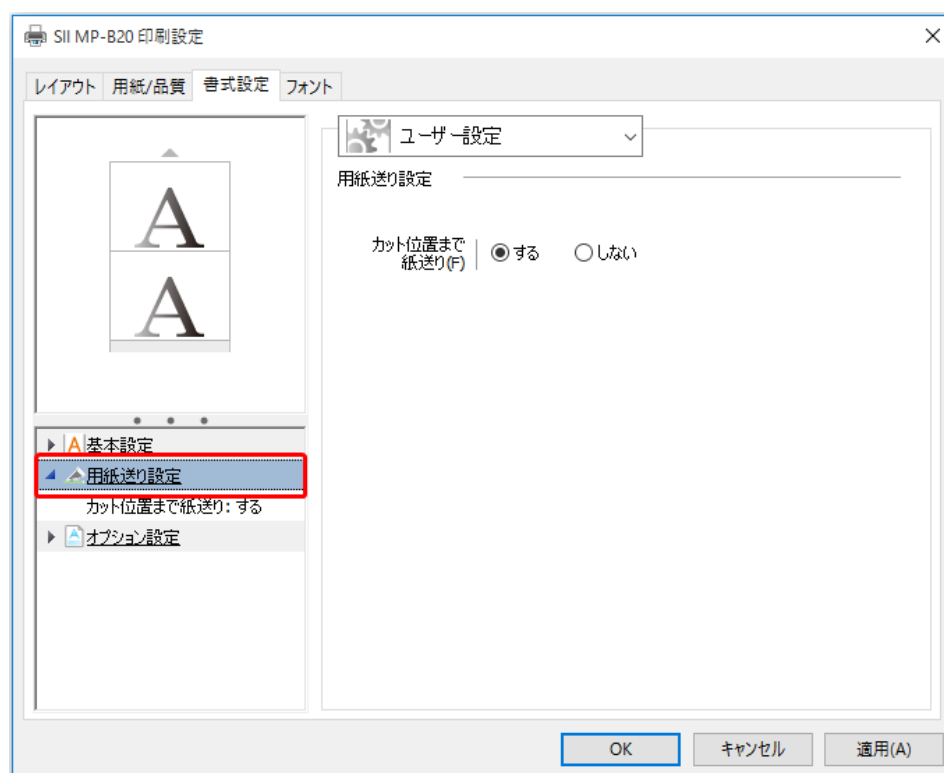 SII MP-B20 印刷設定
レイアウト 用紙/品質 書式設定 フォント
A
A
ユーザー設定
用紙送り設定
カット位置まで
紙送り(F)
する しない
A 基本設定
用紙送り設定
カット位置まで紙送り: する
オプション設定
OK キャンセル 適用(A)